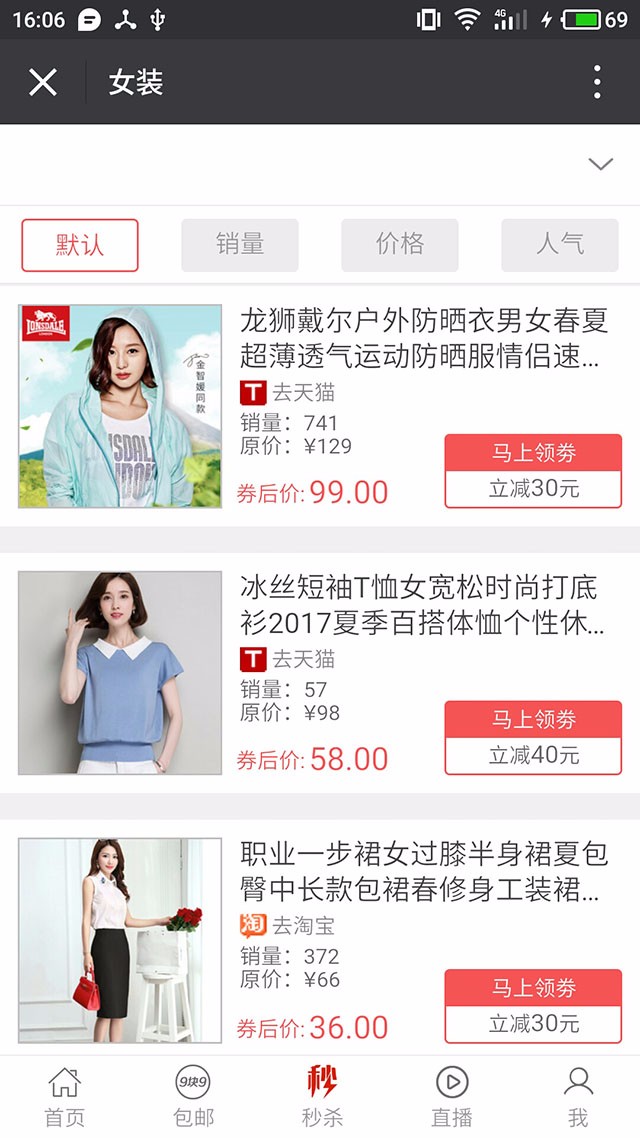 16:06
4G
69
女装
默认
销量
价格
人气
LONSDALE
LONDON
金智媛同款
龙狮戴尔户外防晒衣男女春夏
超薄透气运动防晒服情侣速...
T 去天猫
销量：741
原价：¥129
券后价:99.00
马上领券
立减30元
冰丝短袖T恤女宽松时尚打底
衫2017夏季百搭体恤个性休...
T 去天猫
销量：57
原价：¥98
券后价:58.00
马上领券
立减40元
职业一步裙女过膝半身裙夏包
臀中长款包裙春修身工装裙...
淘 去淘宝
销量：372
原价：¥66
券后价:36.00
马上领券
立减30元
9块9
秒
首页
包邮
秒杀
直播
我